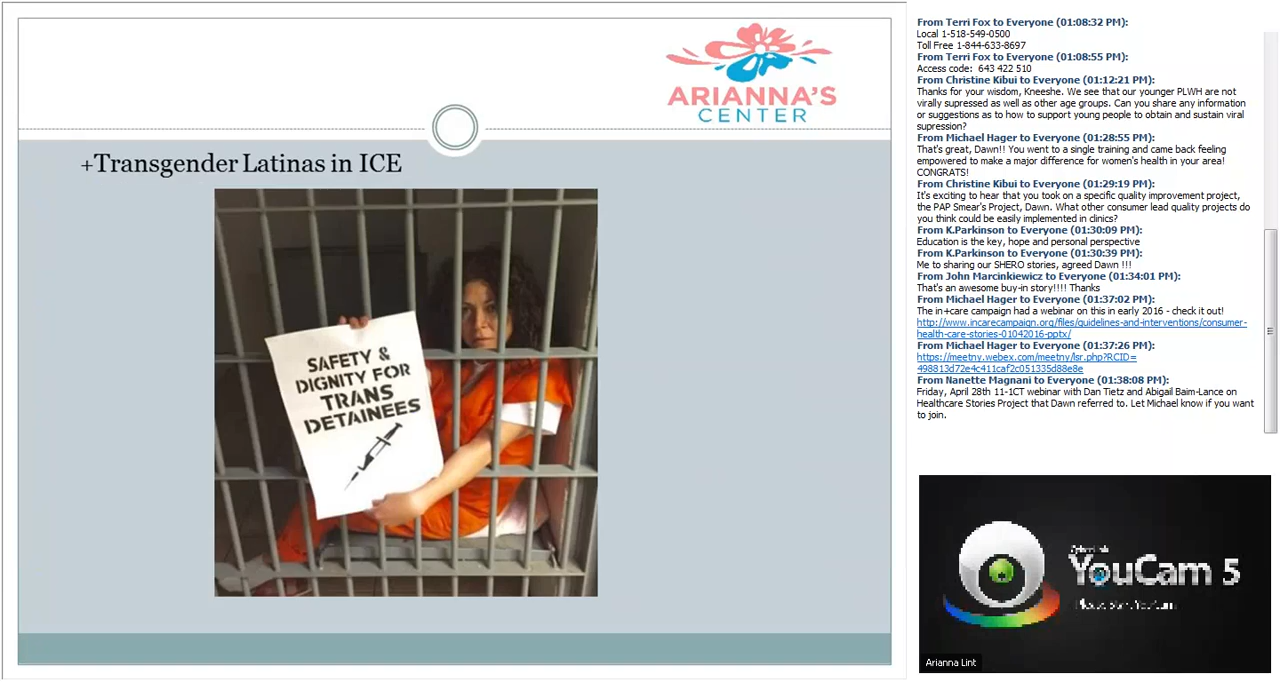 ARIANNA'S
CENTER
+Transgender Latinas in ICE
SAFETY &
DIGNITY FOR
TRANS
DETAINEES
From Terri Fox to Everyone (01:08:32 PM):
Local 1-518-549-0500
Toll Free 1-844-633-8697
From Terri Fox to Everyone (01:08:55 PM):
Access code: 643 422 510
From Christine Kibui to Everyone (01:12:21 PM):
Thanks for your wisdom, Kneeshe. We see that our younger PLWH are not
virally supressed as well as other age groups. Can you share any information
or suggestions as to how to support young people to obtain and sustain viral
supression?
From Michael Hager to Everyone (01:28:55 PM):
That's great, Dawn!! You went to a single training and came back feeling
empowered to make a major difference for women's health in your area!
CONGRATS!
From Christine Kibui to Everyone (01:29:19 PM):
It's exciting to hear that you took on a specific quality improvement project,
the PAP Smear's Project, Dawn. What other consumer lead quality projects do
you think could be easily implemented in clinics?
From K.Parkinson to Everyone (01:30:09 PM):
Education is the key, hope and personal perspective
From K.Parkinson to Everyone (01:30:39 PM):
Me to sharing our SHERO stories, agreed Dawn !!!
From John Marcinkiewicz to Everyone (01:34:01 PM):
That's an awesome buy-in story!!!! Thanks
From Michael Hager to Everyone (01:37:02 PM):
The in+care campaign had a webinar on this in early 2016 - check it out!
http://www.incarecampaign.org/files/guidelines-and-interventions/consumer-
health-care-stories-01042016-pptx/
From Michael Hager to Everyone (01:37:26 PM):
https://meetny.webex.com/meetny/lsr.php?RCID=
498813d72e4c411caf2c051335d88e8e
From Nanette Magnani to Everyone (01:38:08 PM):
Friday, April 28th 11-1CT webinar with Dan Tietz and Abigail Baim-Lance on
Healthcare Stories Project that Dawn referred to. Let Michael know if you want
to join.
YouCam 5
Arianna Lint